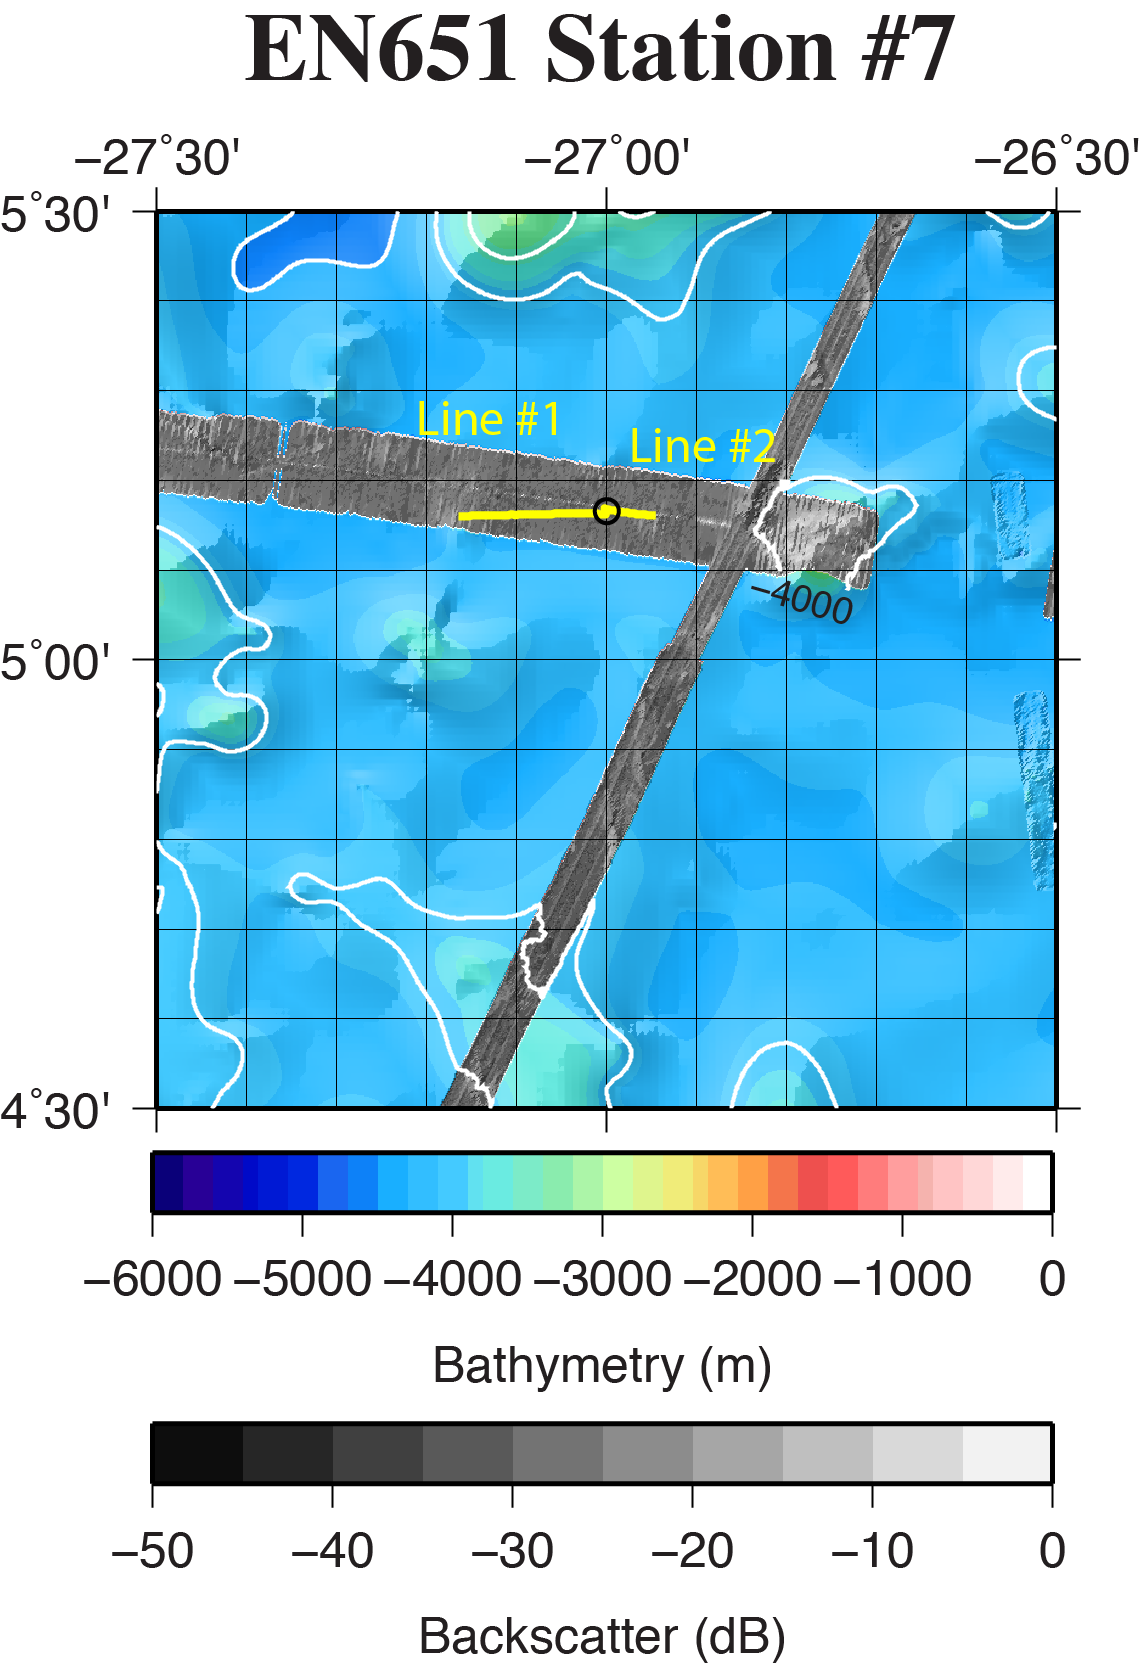 EN651 Station #7
−27˚30' −27˚00' −26˚30'
5˚30'
Line #1
Line #2
−4000
5˚00'
4˚30'
−6000 −5000 −4000 −3000 −2000 −1000 0
Bathymetry (m)
−50 −40 −30 −20 −10 0
Backscatter (dB)